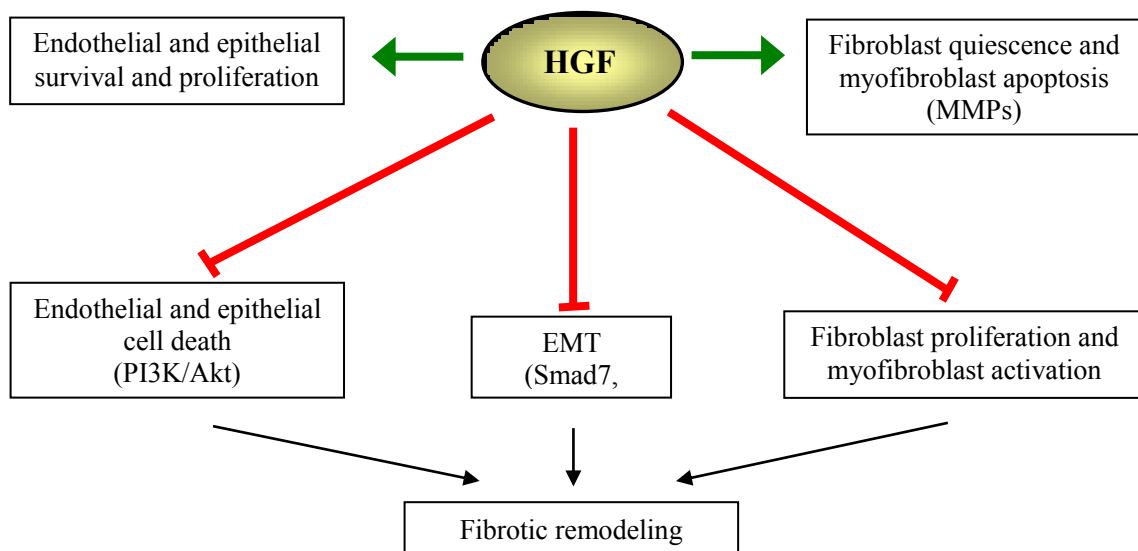 Endothelial and epithelial
survival and proliferation
HGF
Fibroblast quiescence and
myofibroblast apoptosis
(MMPs)
Endothelial and epithelial
cell death
(PI3K/Akt)
EMT
(Smad7,
Fibroblast proliferation and
myofibroblast activation
Fibrotic remodeling